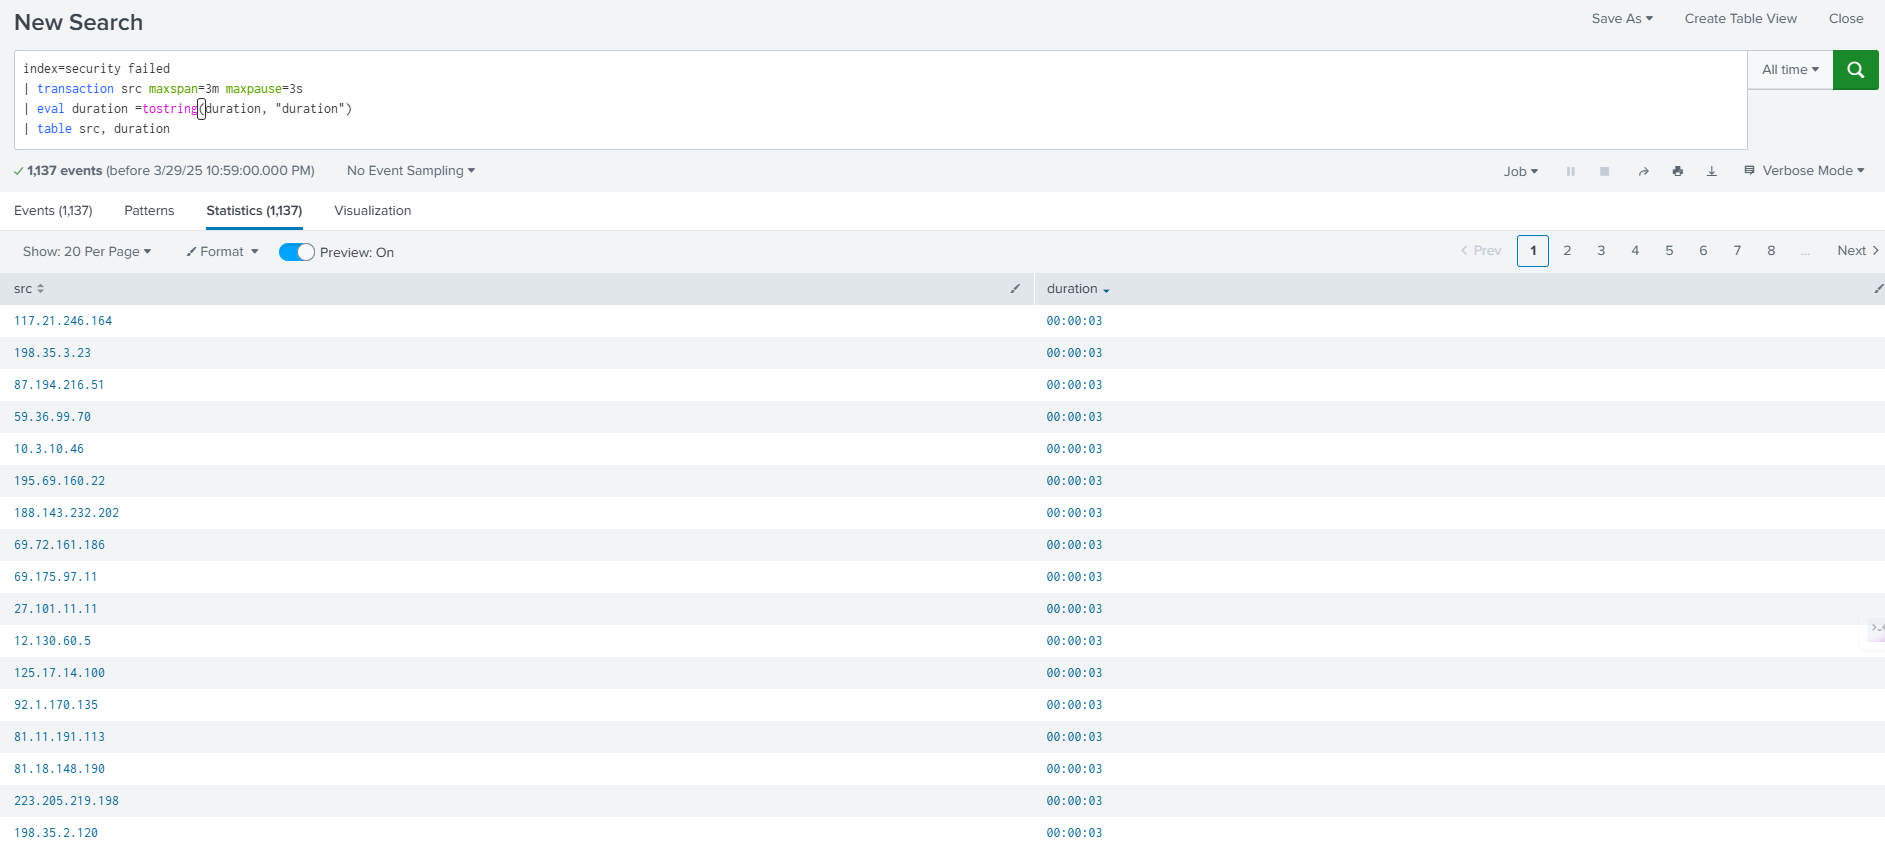 New Search
Save As Create Table View Close
index=security failed
| transaction src maxspan=3m maxpause=3s
| eval duration =tostring(duration, "duration")
| table src, duration
All time
1,137 events (before 3/29/25 10:59:00.000 PM) No Event Sampling
Job Verbose Mode
Events (1,137) Patterns Statistics (1,137) Visualization
Show: 20 Per Page Format Preview: On
< Prev 1 2 3 4 5 6 7 8 ... Next >
src duration
117.21.246.164 00:00:03
198.35.3.23 00:00:03
87.194.216.51 00:00:03
59.36.99.70 00:00:03
10.3.10.46 00:00:03
195.69.160.22 00:00:03
188.143.232.202 00:00:03
69.72.161.186 00:00:03
69.175.97.11 00:00:03
27.101.11.11 00:00:03
12.130.60.5 00:00:03
125.17.14.100 00:00:03
92.1.170.135 00:00:03
81.11.191.113 00:00:03
81.18.148.190 00:00:03
223.205.219.198 00:00:03
198.35.2.120 00:00:03